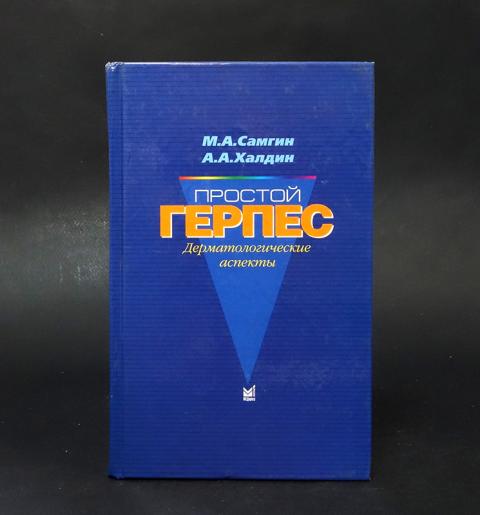 М.А.Самгин
А.А.Халдин
ПРОСТОЙ
ГЕРПЕС
Дерматологические
аспекты